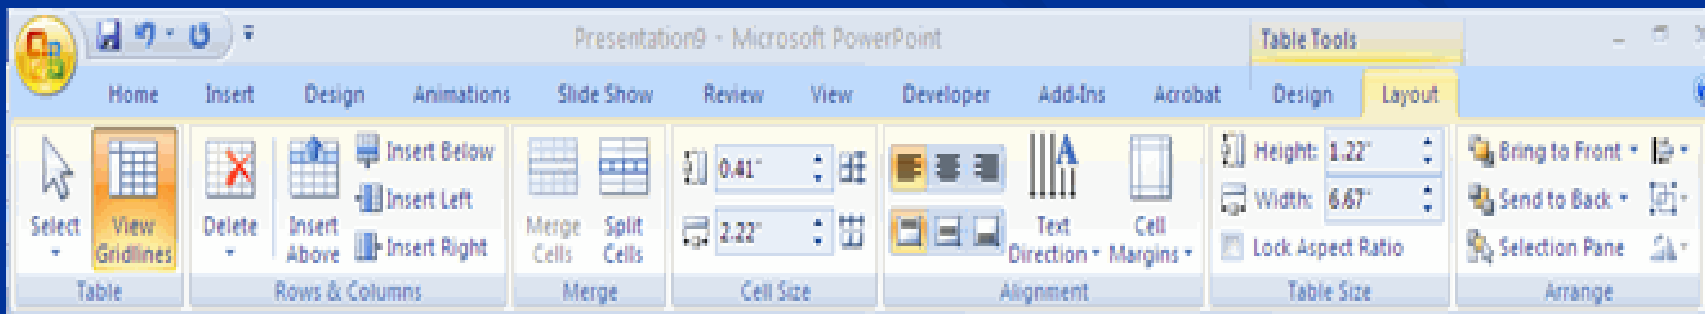 Presentation9 - Microsoft PowerPoint
Table Tools
Home Insert Design Animations Slide Show Review View Developer Add-Ins Acrobat Design Layout
Select
View Gridlines
Table
Delete
Insert Above
Insert Below
Insert Left
Insert Right
Rows & Columns
Merge Cells
Split Cells
Merge
0.41"
2.22"
Cell Size
A
Text Direction
Cell Margins
Alignment
Height: 1.22"
Width: 6.67"
Lock Aspect Ratio
Table Size
Bring to Front
Send to Back
Selection Pane
Arrange